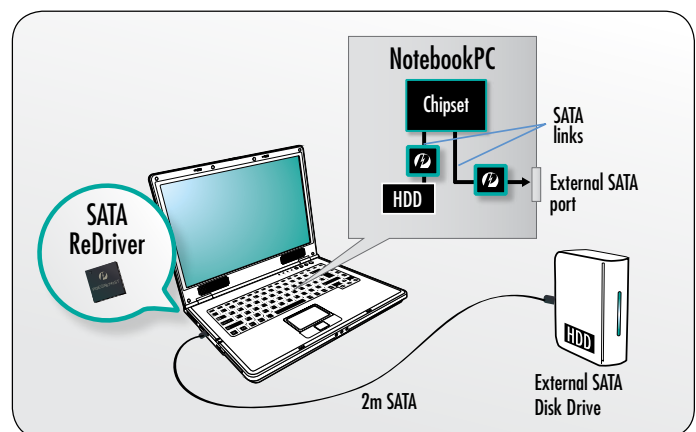 NotebookPC
Chipset
SATA
links
HDD
External SATA
port
SATA
ReDriver
HDD
2m SATA
External SATA
Disk Drive